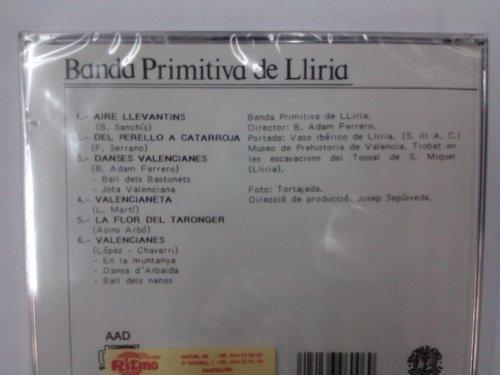 Banda Primitiva de Lliria
1.- AIRE LLEVANTINS
(B. Sanchís)
2.- DEL PERELLO A CATARROJA
(F. Serrano)
3.- DANSES VALENCIANES
(B. Adam Ferrero)
- Ball dels Bastonets
- Jota Valenciana
4.- VALENCIANETA
(L. Martí)
5.- LA FLOR DEL TARONGER
(Asins Arbó)
6.- VALENCIANES
(López - Chavarri)
- En la muntanya
- Dansa d'Albaida
- Ball dels nanos
Banda Primitiva de LLiria.
Director: B. Adam Ferrero.
Portada: Vaso Ibérico de Lliria. (S. III A. C.)
Museo de Prehistoria de Valencia. Trobat en
les escavacions del Tossal de S. Miquel
(Lliria).
Foto: Tortajada.
Direcció de producció: Josep Sepúlveda.
AAD
COMPACT
Ritmo
CASTELLON